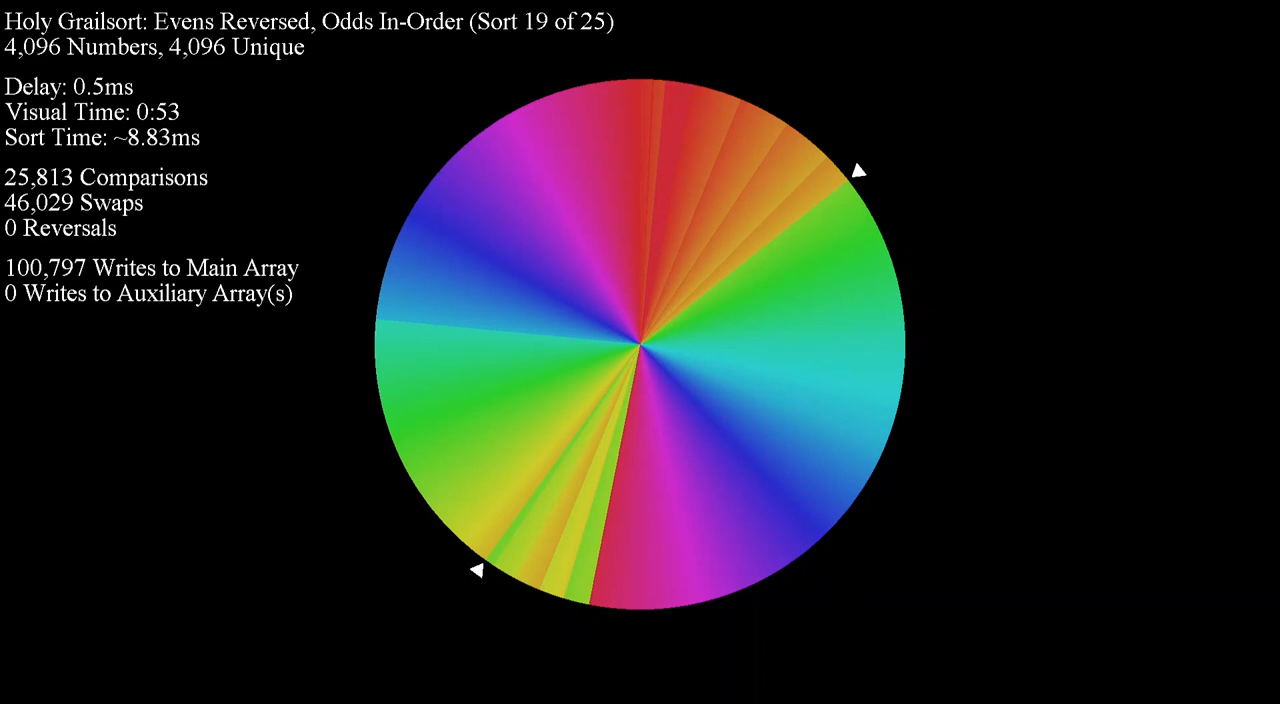 Holy Grailsort: Evens Reversed, Odds In-Order (Sort 19 of 25)
4,096 Numbers, 4,096 Unique
Delay: 0.5ms
Visual Time: 0:53
Sort Time: ~8.83ms
25,813 Comparisons
46,029 Swaps
0 Reversals
100,797 Writes to Main Array
0 Writes to Auxiliary Array(s)